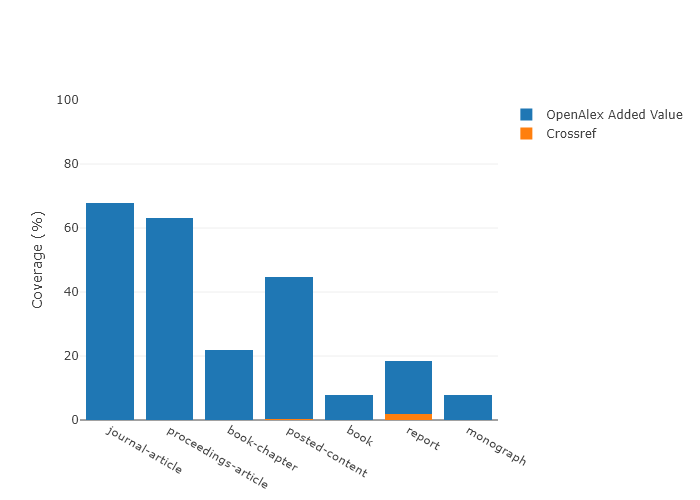 100
80
60
40
20
0
Coverage (%)
journal-article
proceedings-article
book-chapter
posted-content
book
report
monograph
OpenAlex Added Value
Crossref